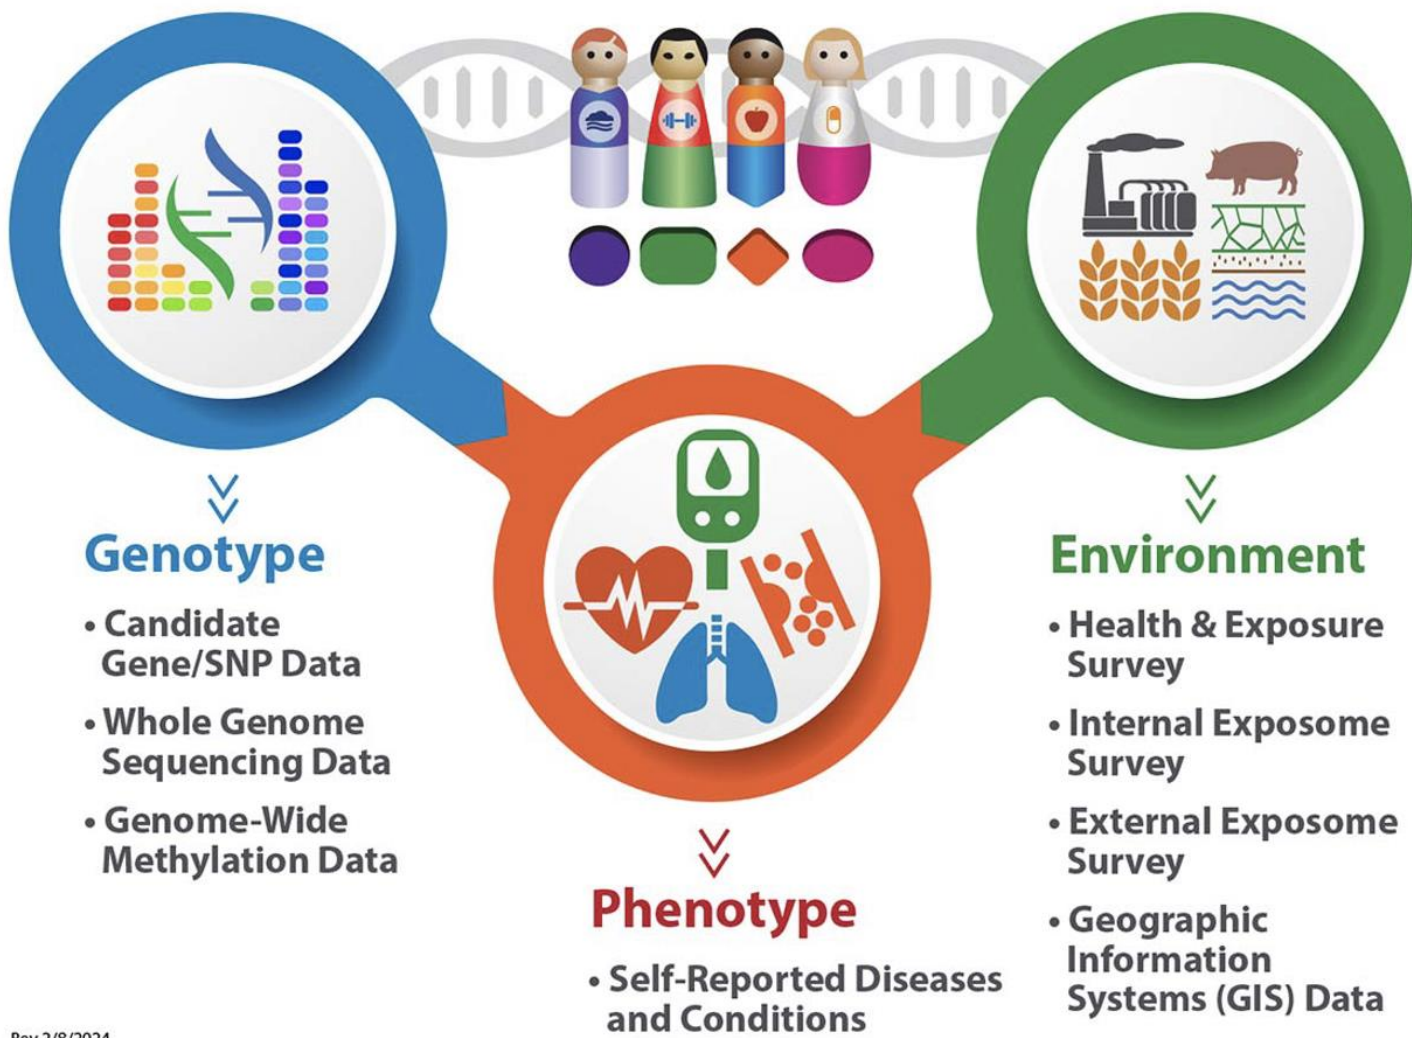 Genotype
• Candidate
Gene/SNP Data
• Whole Genome
Sequencing Data
• Genome-Wide
Methylation Data
Phenotype
• Self-Reported Diseases
and Conditions
Environment
• Health & Exposure
Survey
• Internal Exposome
Survey
• External Exposome
Survey
• Geographic
Information
Systems (GIS) Data